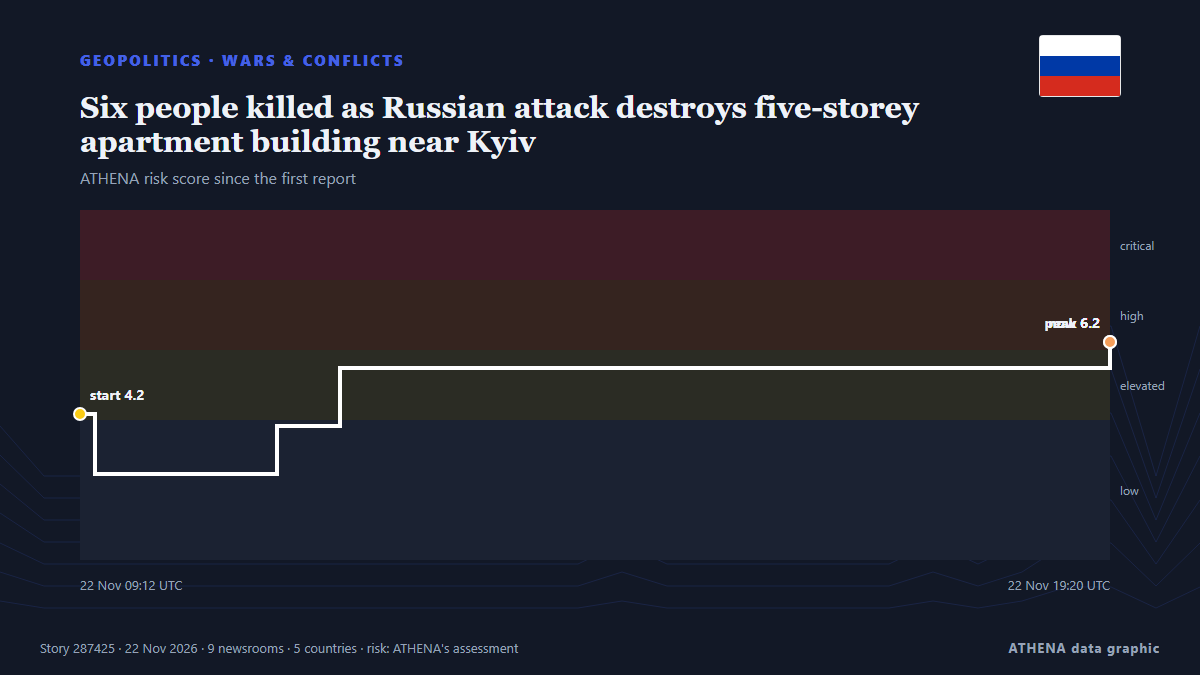 GEOPOLITICS · WARS & CONFLICTS
Six people killed as Russian attack destroys five-storey
apartment building near Kyiv
ATHENA risk score since the first report
critical
high
6.2
elevated
start 4.2
low
22 Nov 09:12 UTC
22 Nov 19:20 UTC
Story 287425 · 22 Nov 2026 · 9 newsrooms · 5 countries · risk: ATHENA's assessment
ATHENA data graphic